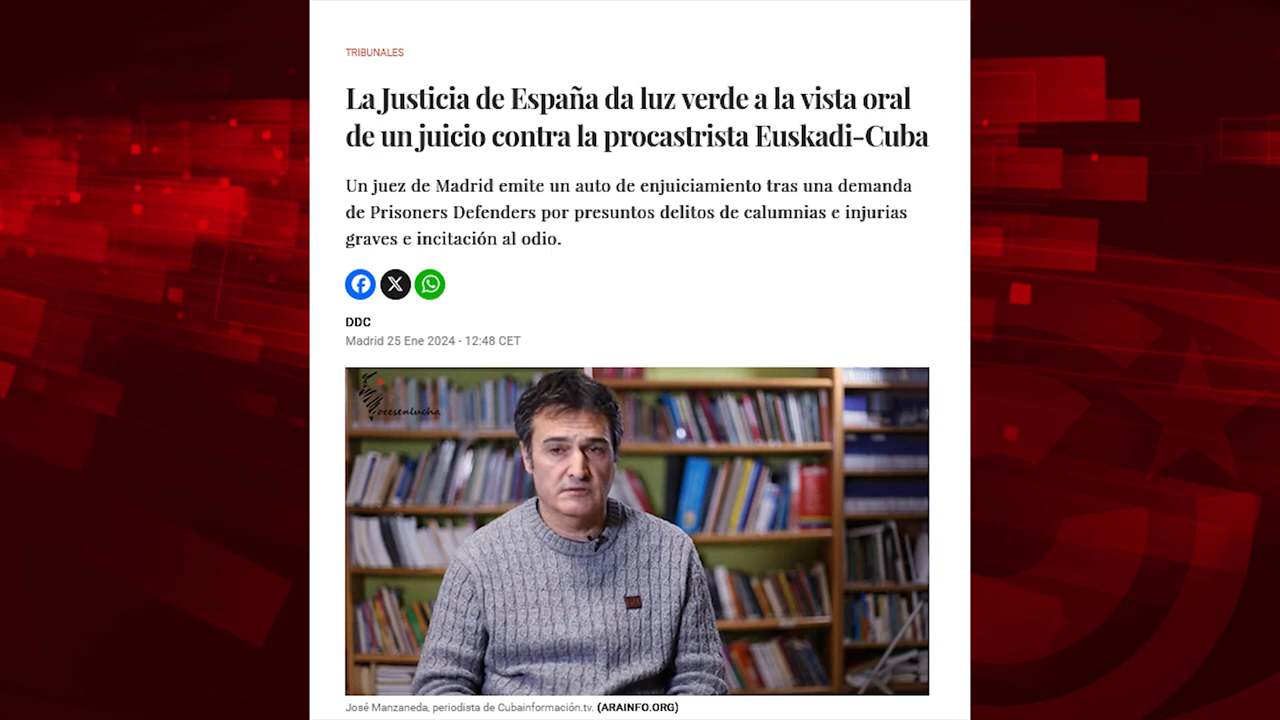 TRIBUNALES
La Justicia de España da luz verde a la vista oral
de un juicio contra la procastrista Euskadi-Cuba
Un juez de Madrid emite un auto de enjuiciamiento tras una demanda
de Prisoners Defenders por presuntos delitos de calumnias e injurias
graves e incitación al odio.
DDC
Madrid 25 Ene 2024 - 12:48 CET
ocesenlucha
José Manzaneda, periodista de Cubainformación.tv. (ARAINFO.ORG)